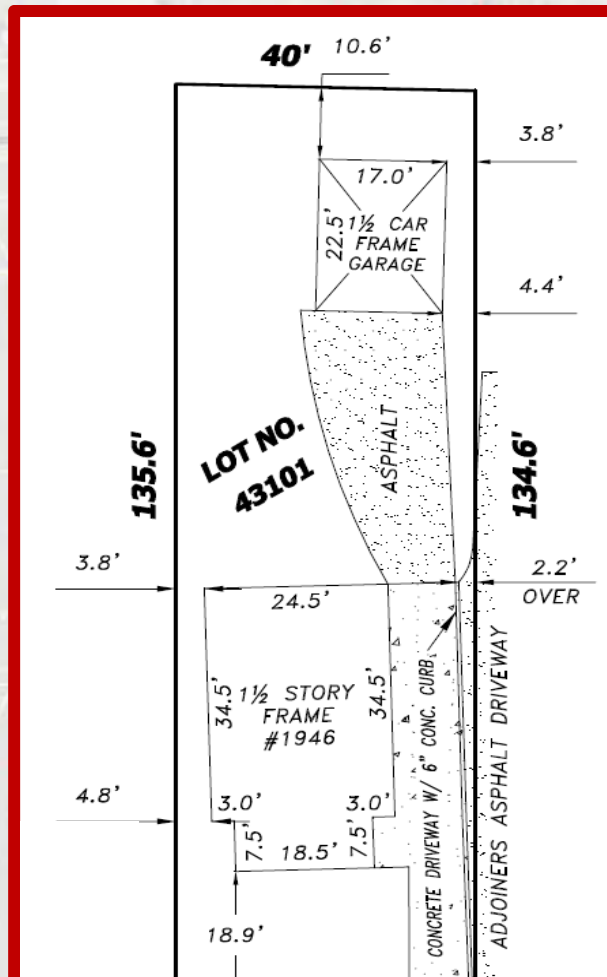 40'
10.6'
3.8'
17.0'
22.5'
1½ CAR
FRAME
GARAGE
4.4'
LOT NO.
43101
ASPHALT
135.6'
134.6'
3.8'
2.2'
OVER
24.5'
34.5'
1½ STORY
FRAME
#1946
34.5'
CONCRETE DRIVEWAY W/ 6" CONC. CURB
ADJOINERS ASPHALT DRIVEWAY
4.8'
3.0'
3.0'
7.5'
18.5'
7.5'
18.9'